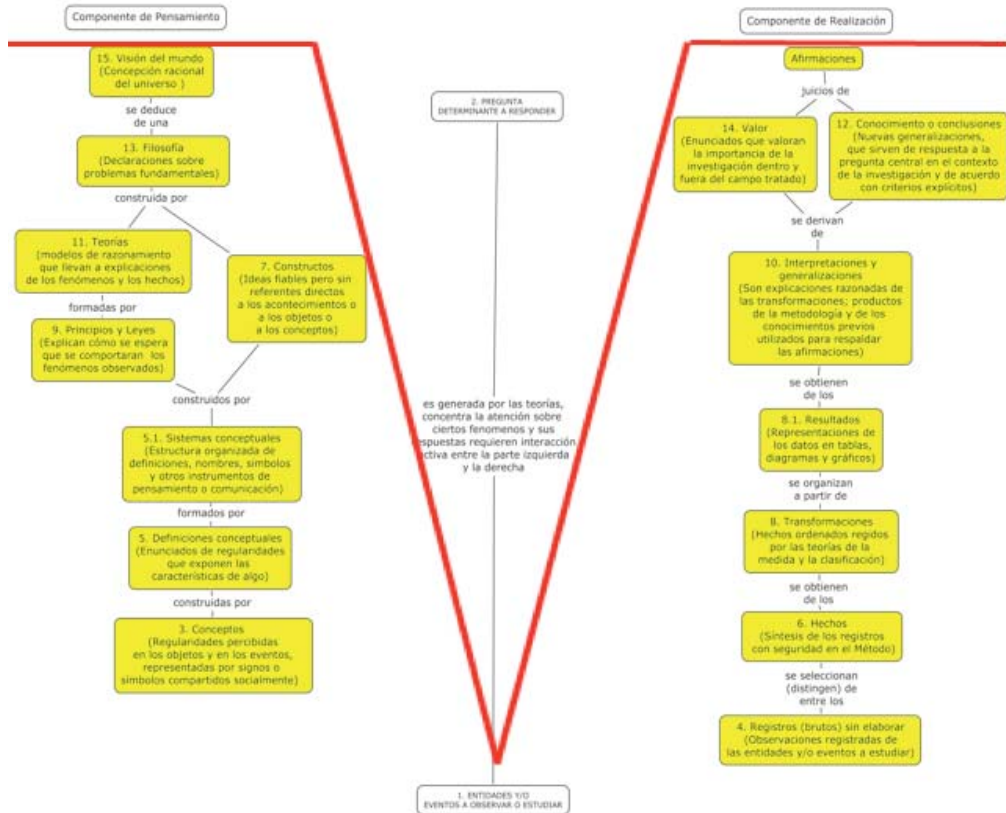 Componente de Pensamiento
15. Visión del mundo
(Concepción racional
del universo )
se deduce
de una
13. Filosofía
(Declaraciones sobre
problemas fundamentales)
construida por
11. Teorías
(modelos de razonamiento
que llevan a explicaciones
de los fenómenos y los hechos)
formadas por
9. Principios y Leyes
(Explican cómo se espera
que se comportaran los
fenómenos observados)
7. Constructos
(Ideas fiables pero sin
referentes directos
a los acontecimientos o
a los objetos o
a los conceptos)
construidos por
5.1. Sistemas conceptuales
(Estructura organizada de
definiciones, nombres, símbolos
y otros instrumentos de
pensamiento o comunicación)
formados por
5. Definiciones conceptuales
(Enunciados de regularidades
que exponen las
características de algo)
construidas por
3. Conceptos
(Regularidades percibidas
en los objetos y en los eventos,
representadas por signos o
símbolos compartidos socialmente)
2. PREGUNTA
DETERMINANTE A RESPONDER
es generada por las teorías,
concentra la atención sobre
ciertos fenomenos y sus
espuestas requieren interacción
ctiva entre la parte izquierda
y la derecha
1. ENTIDADES Y/O
EVENTOS A OBSERVAR O ESTUDIAR
Componente de Realización
Afirmaciones
juicios de
14. Valor
(Enunciados que valoran
la importancia de la
investigación dentro y
fuera del campo tratado)
12. Conocimiento o conclusiones
(Nuevas generalizaciones,
que sirven de respuesta a la
pregunta central en el contexto
de la investigación y de acuerdo
con criterios explícitos)
se derivan
de
10. Interpretaciones y
generalizaciones
(Son explicaciones razonadas de
las transformaciones; productos
de la metodología y de los
conocimientos previos
utilizados para respaldar
las afirmaciones)
se obtienen
de los
8.1. Resultados
(Representaciones de
los datos en tablas,
diagramas y gráficos)
se organizan
a partir de
8. Transformaciones
(Hechos ordenados regidos
por las teorías de la
medida y la clasificación)
se obtienen
de los
6. Hechos
(Síntesis de los registros
con seguridad en el Método)
se seleccionan
(distingen) de
entre los
4. Registros (brutos) sin elaborar
(Observaciones registradas de
las entidades y/o eventos a estudiar)